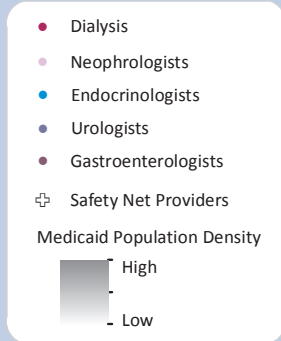 Dialysis
Neophrologists
Endocrinologists
Urologists
Gastroenterologists
Safety Net Providers
Medicaid Population Density
High
Low